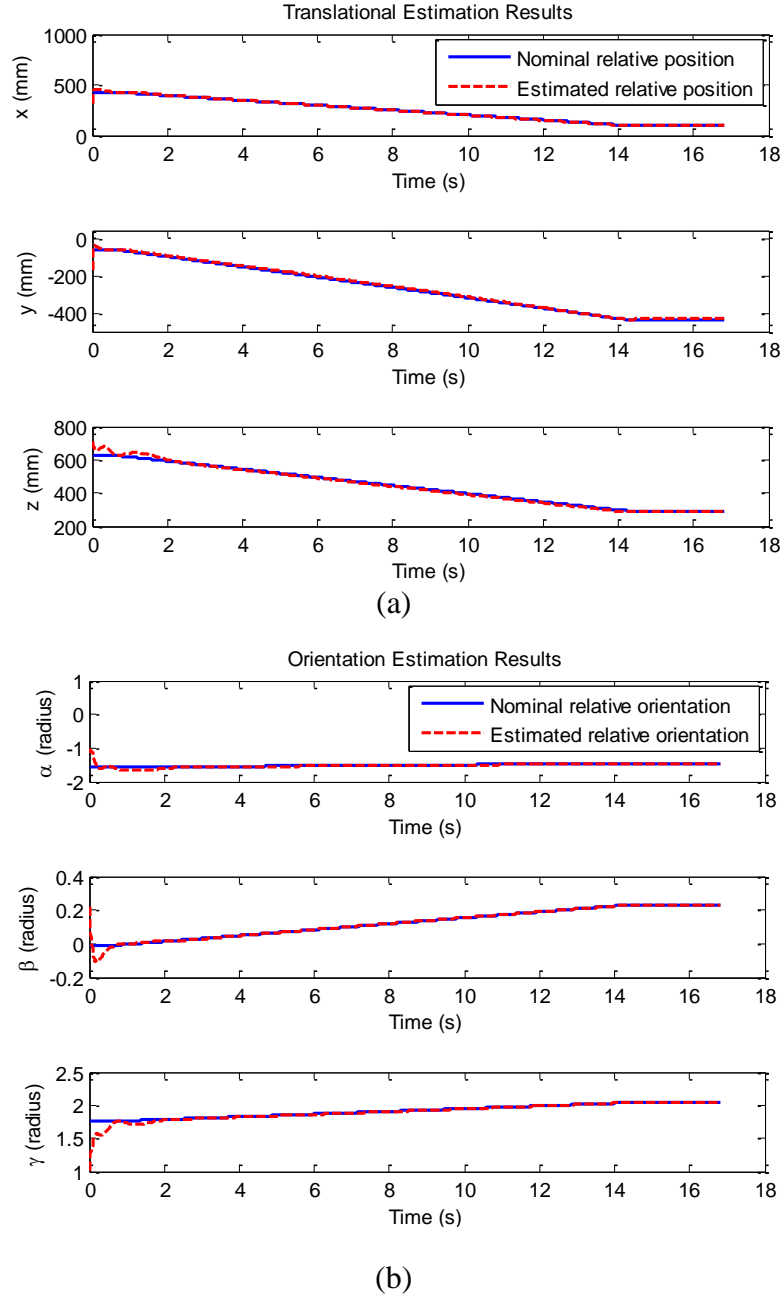 Translational Estimation Results
1000
500
0
x (mm)
Nominal relative position
Estimated relative position
0 2 4 6 8 10 12 14 16 18
Time (s)
0
-200
-400
y (mm)
0 2 4 6 8 10 12 14 16 18
Time (s)
800
600
400
200
z (mm)
0 2 4 6 8 10 12 14 16 18
Time (s)
(a)
Orientation Estimation Results
1
0
-1
-2
α (radius)
Nominal relative orientation
Estimated relative orientation
0 2 4 6 8 10 12 14 16 18
Time (s)
0.4
0.2
0
-0.2
β (radius)
0 2 4 6 8 10 12 14 16 18
Time (s)
2.5
2
1.5
1
γ (radius)
0 2 4 6 8 10 12 14 16 18
Time (s)
(b)